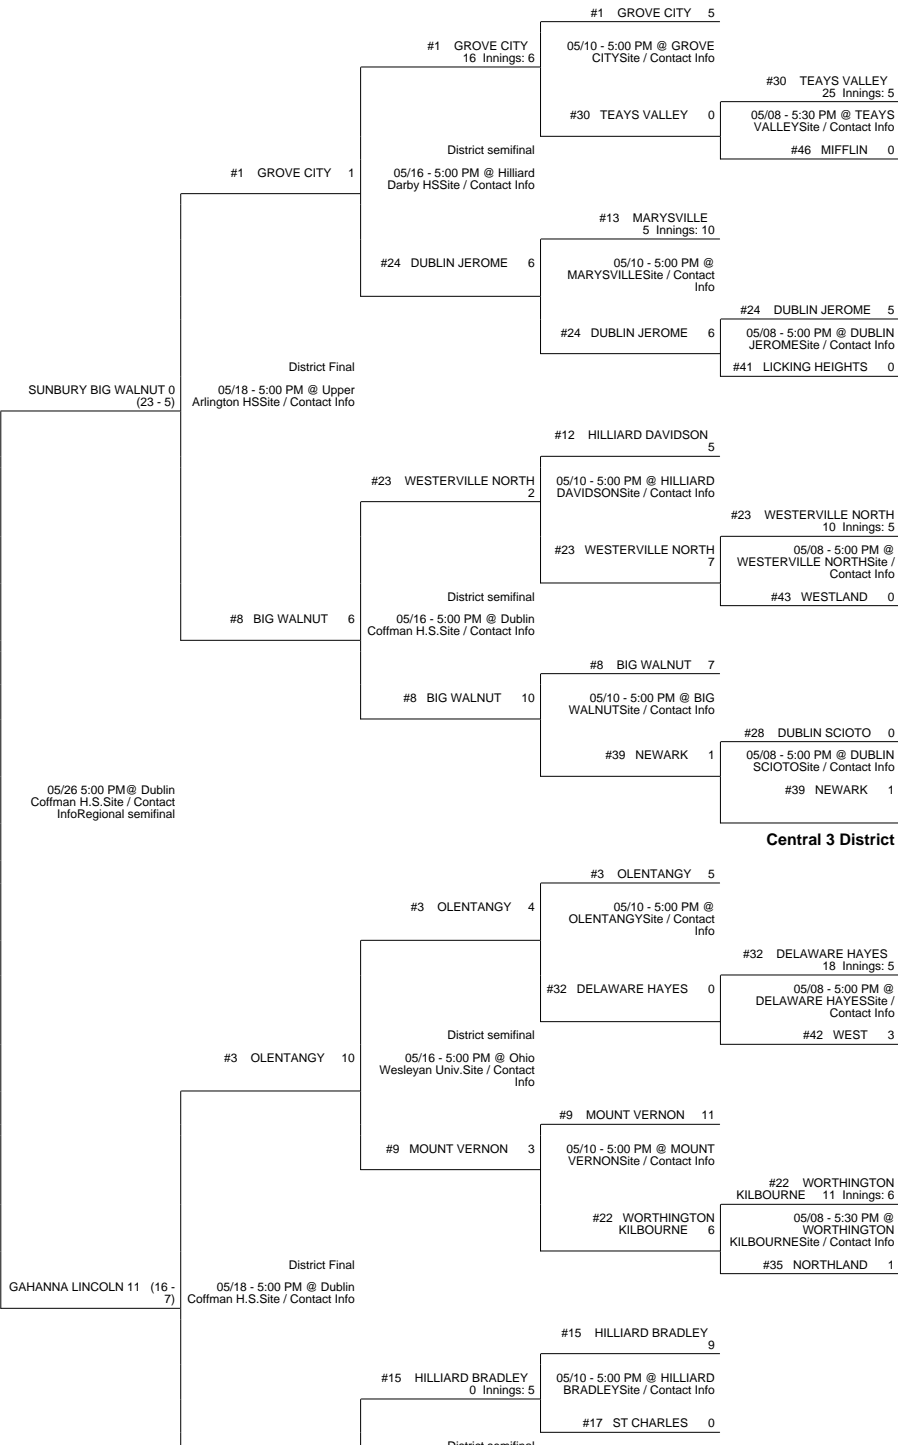 #1 GROVE CITY 5
#1 GROVE CITY
16 Innings: 6
05/10 - 5:00 PM @ GROVE
CITYSite / Contact Info
#30 TEAYS VALLEY
25 Innings: 5
#30 TEAYS VALLEY 0
05/08 - 5:30 PM @ TEAYS
VALLEYSite / Contact Info
#46 MIFFLIN 0
District semifinal
#1 GROVE CITY 1
05/16 - 5:00 PM @ Hilliard
Darby HSSite / Contact Info
#13 MARYSVILLE
5 Innings: 10
#24 DUBLIN JEROME 6
05/10 - 5:00 PM @
MARYSVILLESite / Contact
Info
#24 DUBLIN JEROME 5
#24 DUBLIN JEROME 6
05/08 - 5:00 PM @ DUBLIN
JEROMESite / Contact Info
#41 LICKING HEIGHTS 0
District Final
SUNBURY BIG WALNUT 0
(23 - 5)
05/18 - 5:00 PM @ Upper
Arlington HSSite / Contact Info
#12 HILLIARD DAVIDSON
5
#23 WESTERVILLE NORTH
2
05/10 - 5:00 PM @ HILLIARD
DAVIDSONSite / Contact Info
#23 WESTERVILLE NORTH
10 Innings: 5
#23 WESTERVILLE NORTH
7
05/08 - 5:00 PM @
WESTERVILLE NORTHSite /
Contact Info
#43 WESTLAND 0
District semifinal
#8 BIG WALNUT 6
05/16 - 5:00 PM @ Dublin
Coffman H.S.Site / Contact Info
#8 BIG WALNUT 7
#8 BIG WALNUT 10
05/10 - 5:00 PM @ BIG
WALNUTSite / Contact Info
#28 DUBLIN SCIOTO 0
#39 NEWARK 1
05/08 - 5:00 PM @ DUBLIN
SCIOTOSite / Contact Info
#39 NEWARK 1
05/26 5:00 PM@ Dublin
Coffman H.S.Site / Contact
InfoRegional semifinal
Central 3 District
#3 OLENTANGY 5
#3 OLENTANGY 4
05/10 - 5:00 PM @
OLENTANGYSite / Contact
Info
#32 DELAWARE HAYES
18 Innings: 5
#32 DELAWARE HAYES 0
05/08 - 5:00 PM @
DELAWARE HAYESSite /
Contact Info
#42 WEST 3
District semifinal
#3 OLENTANGY 10
05/16 - 5:00 PM @ Ohio
Wesleyan Univ.Site / Contact
Info
#9 MOUNT VERNON 11
#9 MOUNT VERNON 3
05/10 - 5:00 PM @ MOUNT
VERNONSite / Contact Info
#22 WORTHINGTON
KILBOURNE 11 Innings: 6
#22 WORTHINGTON
KILBOURNE 6
05/08 - 5:30 PM @
WORTHINGTON
KILBOURNESite / Contact Info
#35 NORTHLAND 1
District Final
GAHANNA LINCOLN 11 (16 -
7)
05/18 - 5:00 PM @ Dublin
Coffman H.S.Site / Contact Info
#15 HILLIARD BRADLEY
9
#15 HILLIARD BRADLEY
0 Innings: 5
05/10 - 5:00 PM @ HILLIARD
BRADLEYSite / Contact Info
#17 ST CHARLES 0
District semifinal